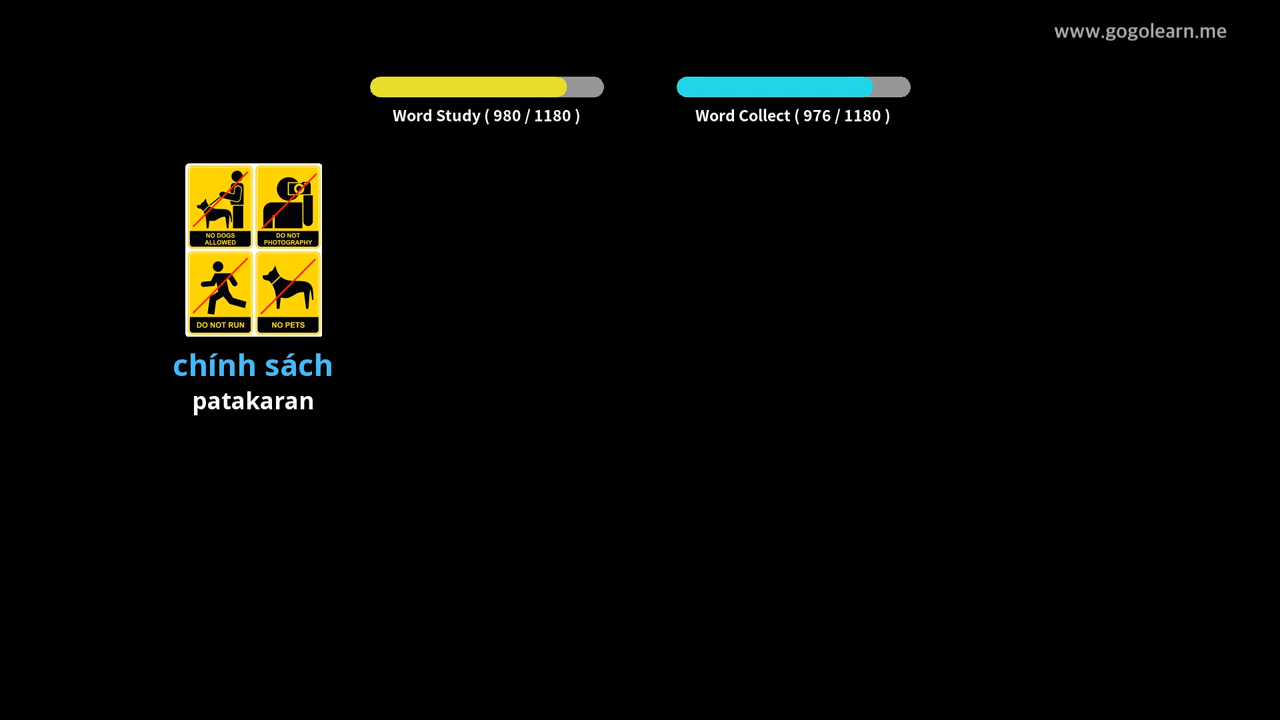 www.gogolearn.me
Word Study ( 980 / 1180 )
Word Collect ( 976 / 1180 )
NO DOGS
ALLOWED
DO NOT
PHOTOGRAPHY
DO NOT RUN
NO PETS
chính sách
patakaran